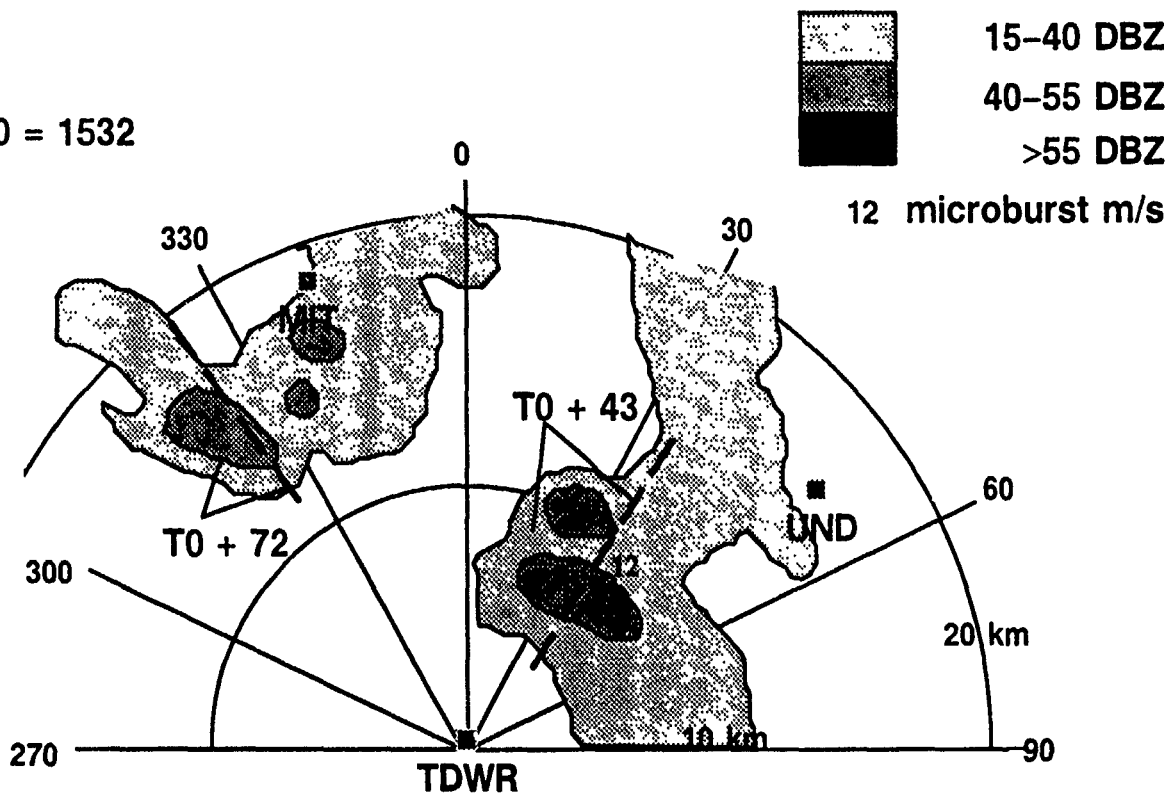 15–40 DBZ
40–55 DBZ
>55 DBZ
12 microburst m/s
0 = 1532
0
330
30
MIT
T0 + 43
60
UND
T0 + 72
12
300
20 km
10 km
270
90
TDWR